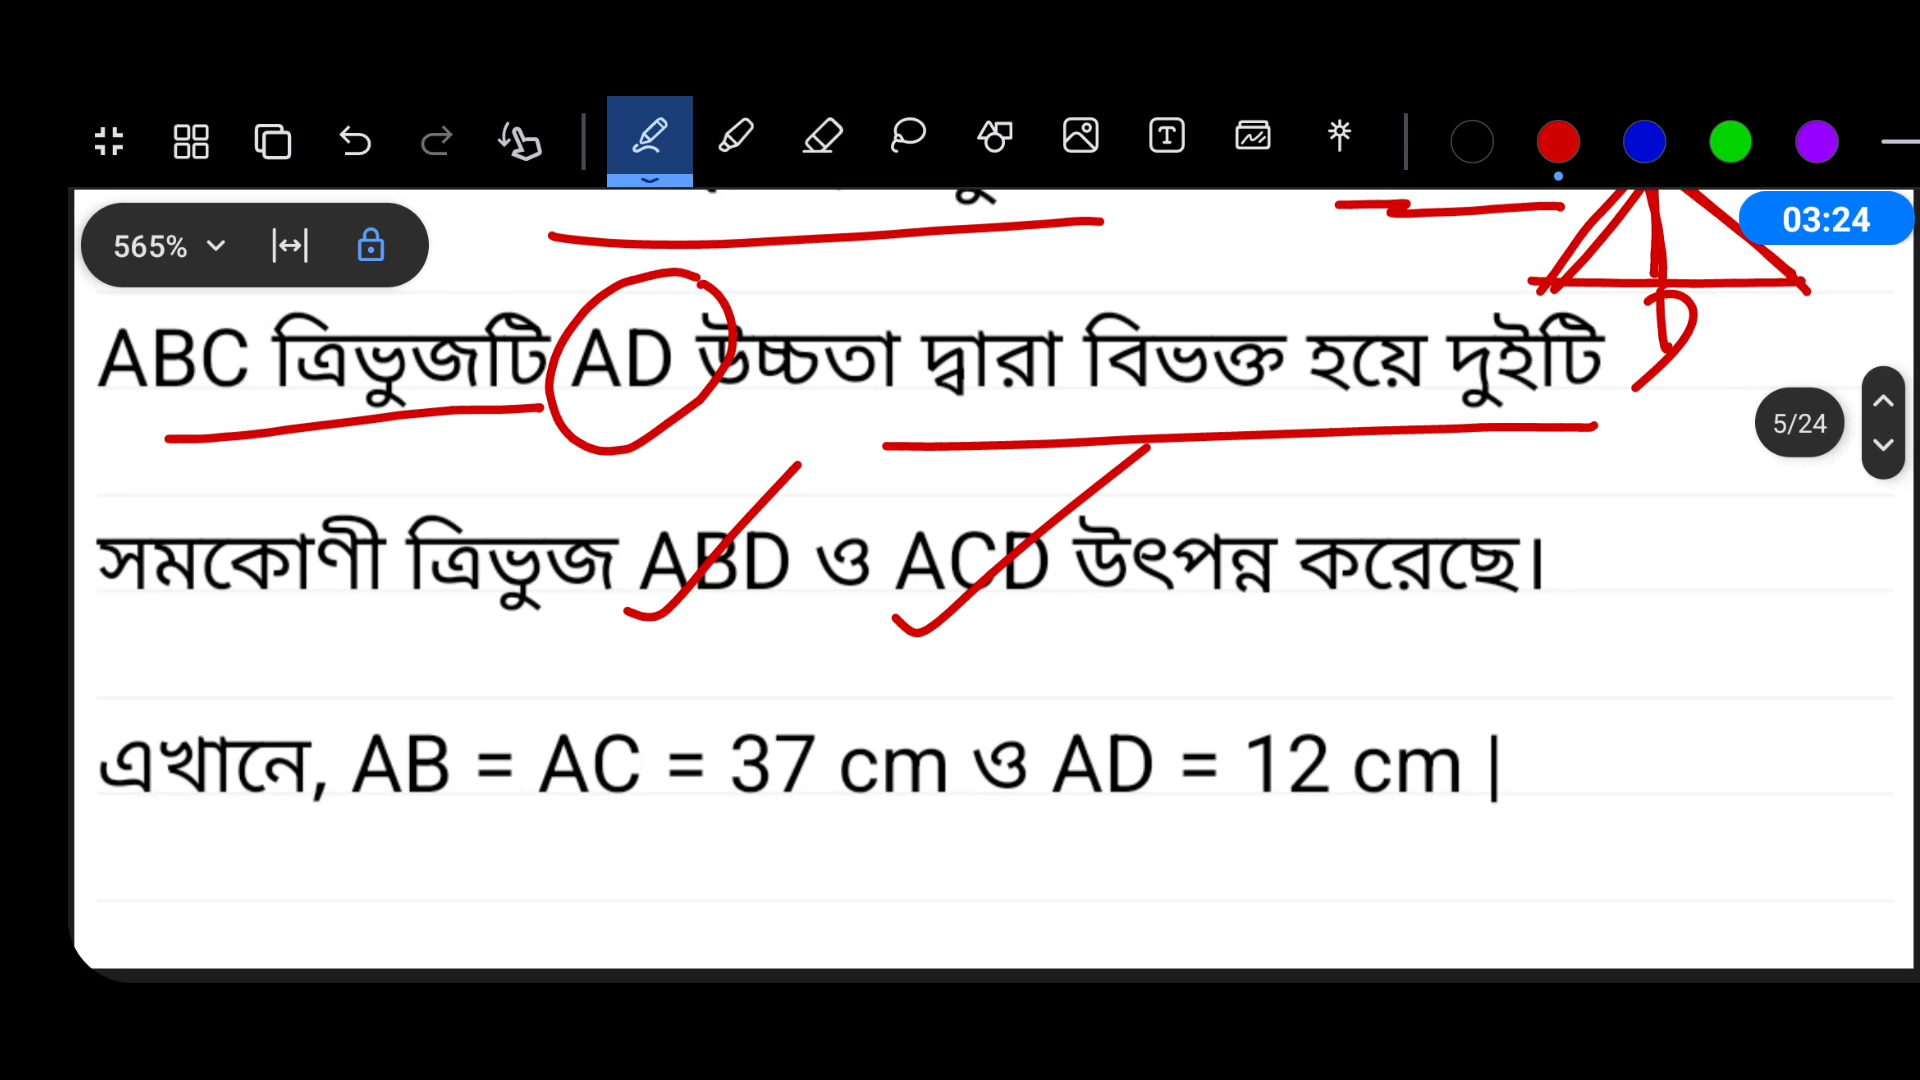 03:24
565%
ABC ত্রিভুজটি AD উচ্চতা দ্বারা বিভক্ত হয়ে দুইটি
D
5/24
সমকোণী ত্রিভুজ ABD ও ACD উৎপন্ন করেছে।
এখানে, AB = AC = 37 cm ও AD = 12 cm |